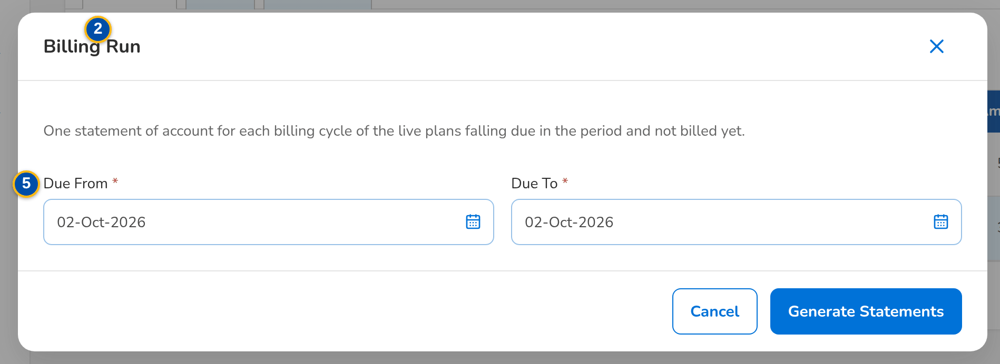 2
Billing Run
One statement of account for each billing cycle of the live plans falling due in the period and not billed yet.
5
Due From *
Due To *
02-Oct-2026
02-Oct-2026
Cancel
Generate Statements